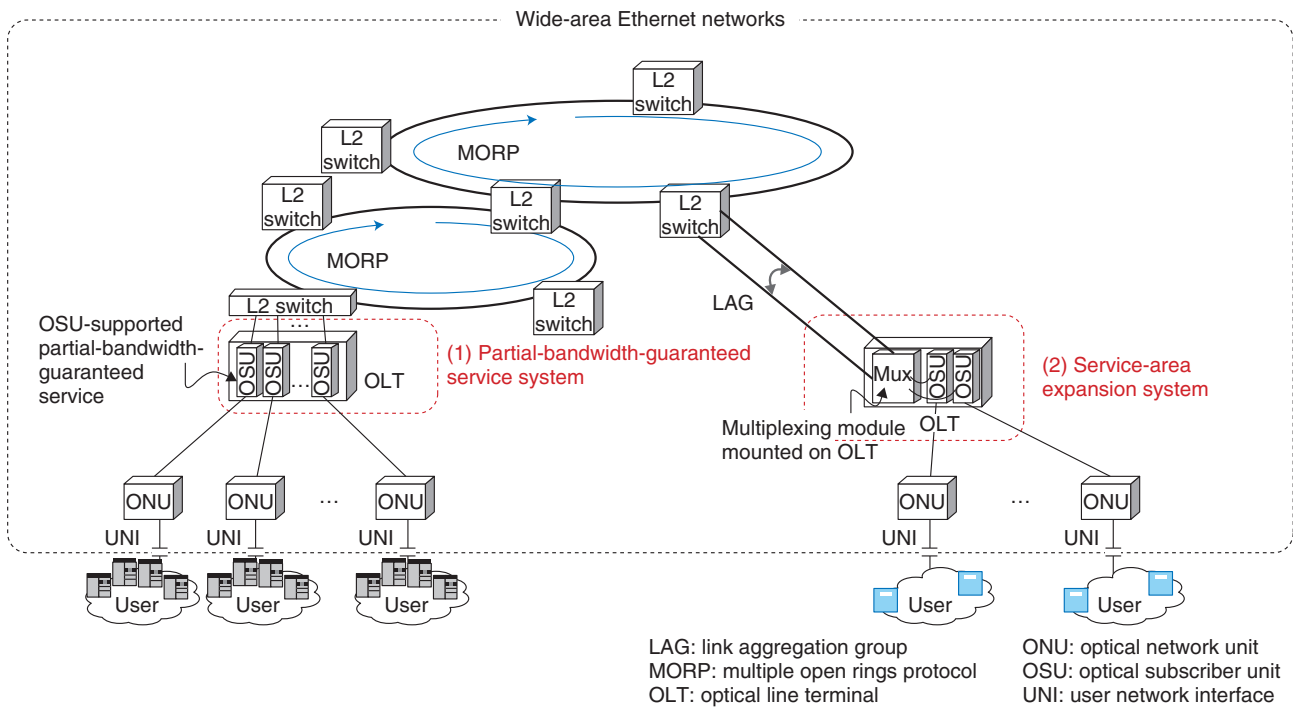 Wide-area Ethernet networks
L2
switch
L2
switch
MORP
L2
switch
L2
switch
L2
switch
MORP
L2 switch
...
L2
switch
LAG
OSU-supported
partial-bandwidth-
guaranteed
service
OSU
OSU
...
OSU
OLT
(1) Partial-bandwidth-guaranteed
service system
Mux
OSU
OSU
(2) Service-area
expansion system
Multiplexing module
mounted on OLT
OLT
ONU
ONU
...
ONU
ONU
...
ONU
UNI
UNI
UNI
UNI
UNI
User
User
User
User
User
LAG: link aggregation group
MORP: multiple open rings protocol
OLT: optical line terminal
ONU: optical network unit
OSU: optical subscriber unit
UNI: user network interface